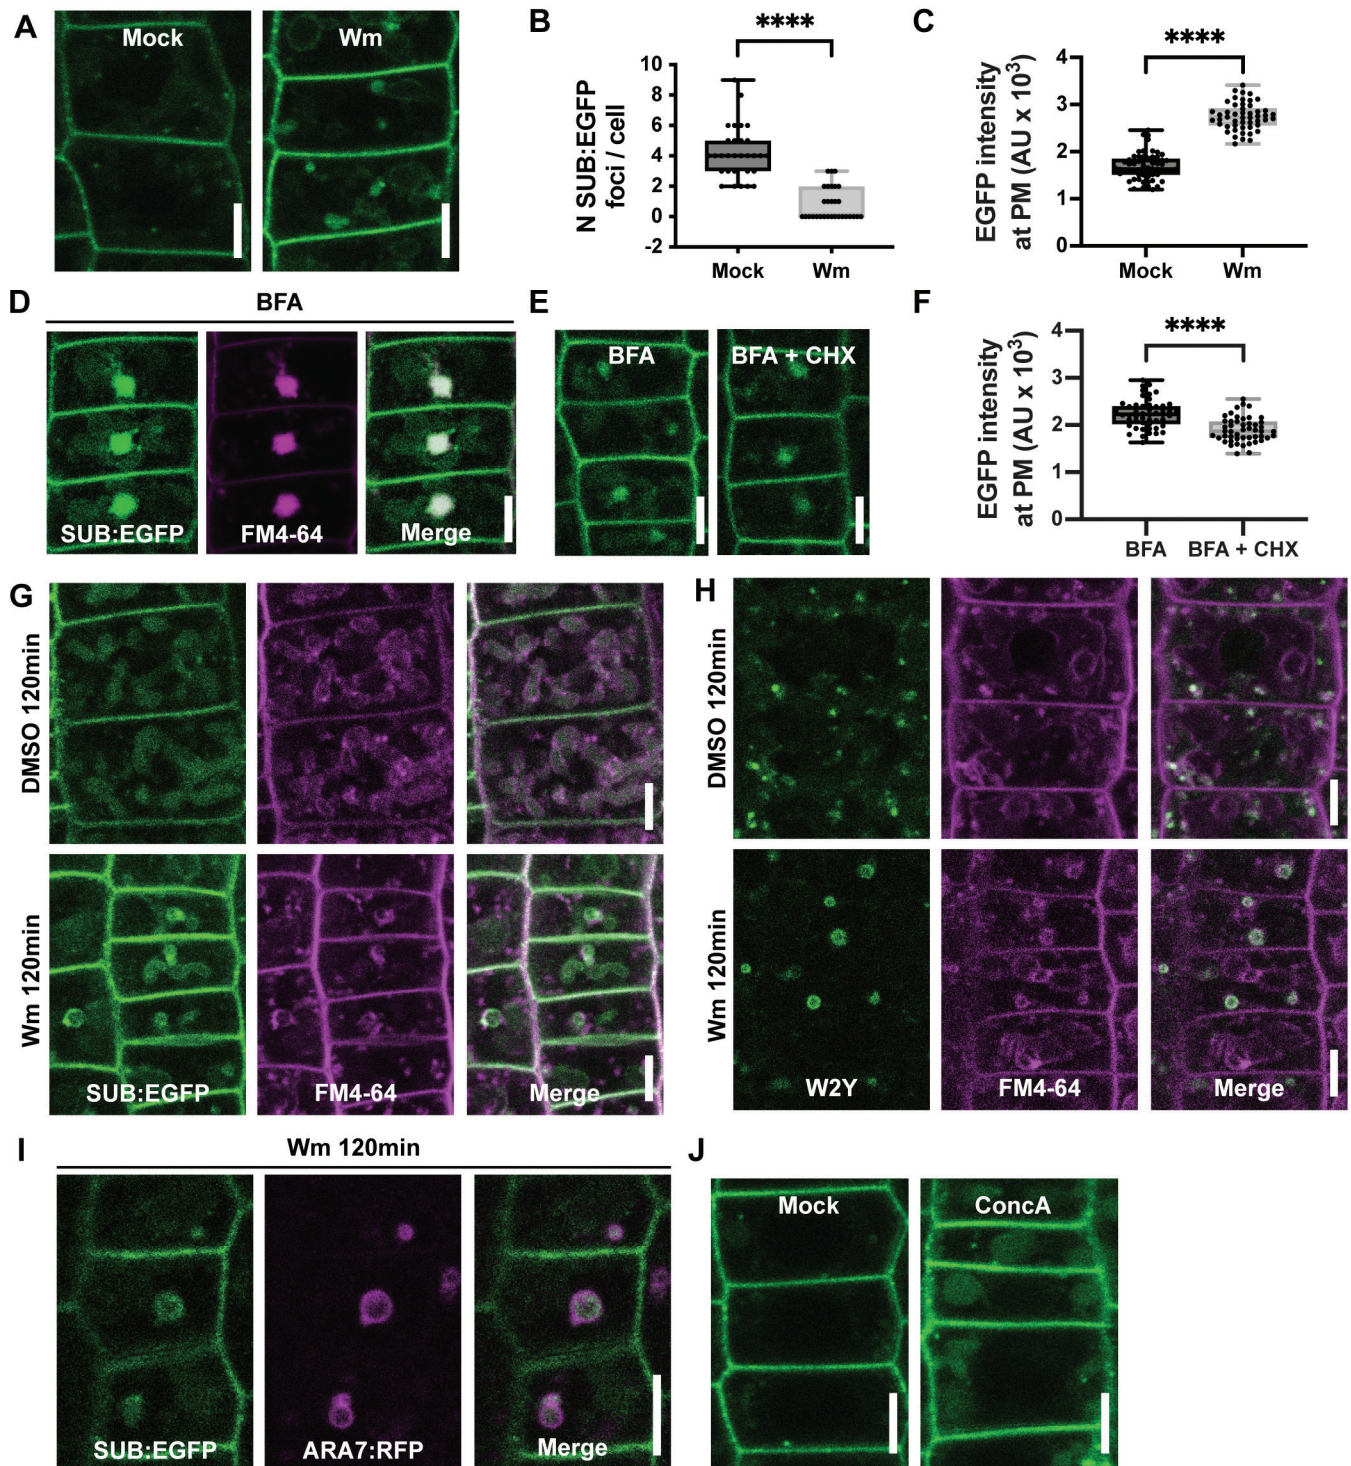 A
Mock
Wm
B
****
N SUB:EGFP
foci / cell
10
8
6
4
2
0
-2
Mock
Wm
C
****
EGFP intensity
at PM (AU x 10³)
4
3
2
1
0
Mock
Wm
D
BFA
SUB:EGFP
FM4-64
Merge
E
BFA
BFA + CHX
F
****
EGFP intensity
at PM (AU x 10³)
4
3
2
1
0
BFA
BFA + CHX
G
DMSO 120min
Wm 120min
SUB:EGFP
FM4-64
Merge
H
DMSO 120min
Wm 120min
W2Y
FM4-64
Merge
I
Wm 120min
SUB:EGFP
ARA7:RFP
Merge
J
Mock
ConcA